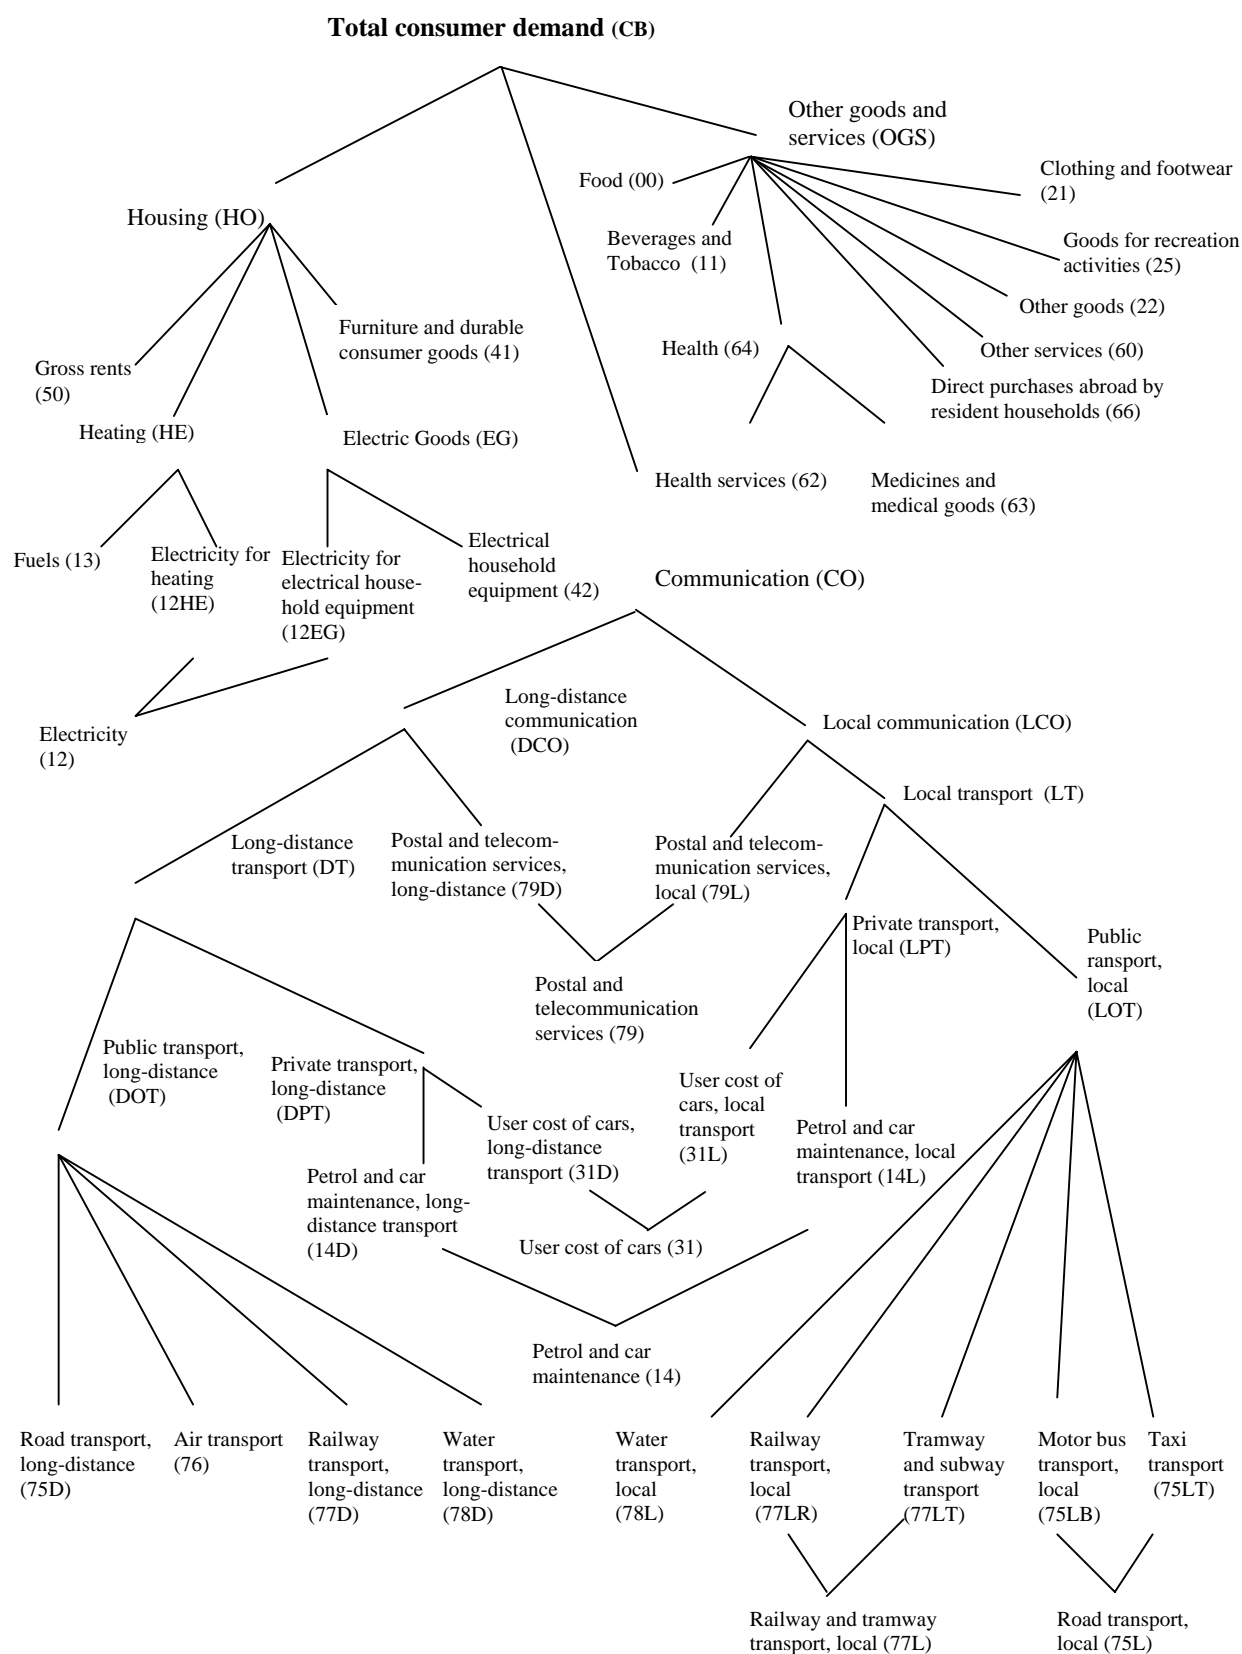 Total consumer demand (CB)
Other goods and
services (OGS)
Food (00)
Clothing and footwear
(21)
Housing (HO)
Beverages and
Tobacco (11)
Goods for recreation
activities (25)
Other goods (22)
Furniture and durable
consumer goods (41)
Health (64)
Other services (60)
Gross rents
(50)
Direct purchases abroad by
resident households (66)
Heating (HE)
Electric Goods (EG)
Health services (62)
Medicines and
medical goods (63)
Fuels (13)
Electricity for
heating
(12HE)
Electricity for
electrical house-
hold equipment
(12EG)
Electrical
household
equipment (42)
Communication (CO)
Electricity
(12)
Long-distance
communication
(DCO)
Local communication (LCO)
Local transport (LT)
Long-distance
transport (DT)
Postal and telecom-
munication services,
long-distance (79D)
Postal and telecom-
munication services,
local (79L)
Private transport,
local (LPT)
Public
ransport,
local
(LOT)
Postal and
telecommunication
services (79)
Public transport,
long-distance
(DOT)
Private transport,
long-distance
(DPT)
User cost of
cars, local
transport
(31L)
User cost of cars,
long-distance
transport (31D)
Petrol and car
maintenance, local
transport (14L)
Petrol and car
maintenance, long-
distance transport
(14D)
User cost of cars (31)
Petrol and car
maintenance (14)
Road transport,
long-distance
(75D)
Air transport
(76)
Railway
transport,
long-distance
(77D)
Water
transport,
long-distance
(78D)
Water
transport,
local
(78L)
Railway
transport,
local
(77LR)
Tramway
and subway
transport
(77LT)
Motor bus
transport,
local
(75LB)
Taxi
transport
(75LT)
Railway and tramway
transport, local (77L)
Road transport,
local (75L)